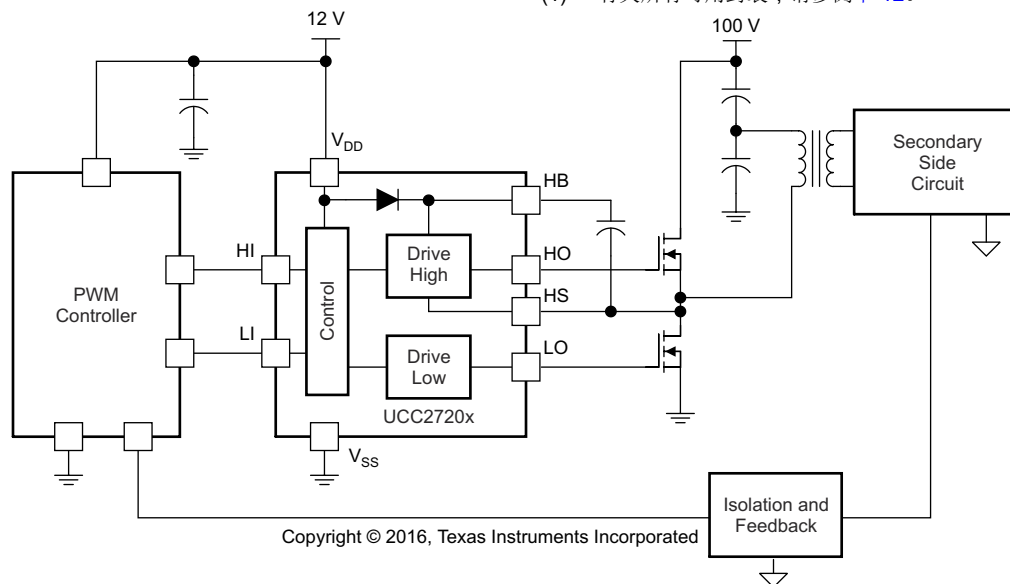 12 V
100 V
V_DD
HB
Secondary
Side
Circuit
HI
HO
Drive
High
PWM
Controller
Control
HS
LI
LO
Drive
Low
UCC2720x
V_SS
Isolation and
Feedback
Copyright © 2016, Texas Instruments Incorporated